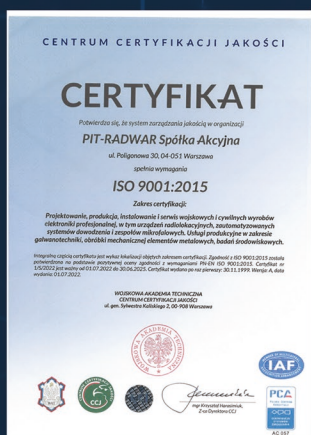 CENTRUM CERTYFIKACJI JAKOŚCI
CERTYFIKAT
Potwierdza się, że system zarządzania jakością w organizacji
PIT-RADWAR Spółka Akcyjna
ul. Poligonowa 30, 04-051 Warszawa
spełnia wymagania
ISO 9001:2015
Zakres certyfikacji:
Projektowanie, produkcja, instalowanie i serwis wojskowych i cywilnych wyrobów
elektroniki profesjonalnej, w tym urządzeń radiolokacyjnych, zautomatyzowanych
systemów dowodzenia i zespołów mikrofalowych. Usługi produkcyjne w zakresie
galwanotechniki, obróbki mechanicznej elementów metalowych, badań środowiskowych.
Integralną częścią certyfikatu jest wykaz lokalizacji objętych zakresem certyfikacji. Zgodność z ISO 9001:2015 została
potwierdzona na podstawie pozytywnej oceny zgodności z wymaganiami PN-EN ISO 9001:2015. Certyfikat nr
1/5/2022 jest ważny od 01.07.2022 do 30.06.2025. Certyfikat wydano po raz pierwszy: 30.11.1999. Wersja: A, data
wydania: 01.07.2022.
WOJSKOWA AKADEMIA TECHNICZNA
CENTRUM CERTYFIKACJI JAKOŚCI
ul. gen. Sylwestra Kaliskiego 2, 00-908 Warszawa
WOJSKOWA AKADEMIA TECHNICZNA
CCJ
mgr Krzysztof Harasimiuk,
Z-ca Dyrektora CCJ
IAF
PCA
AC 057